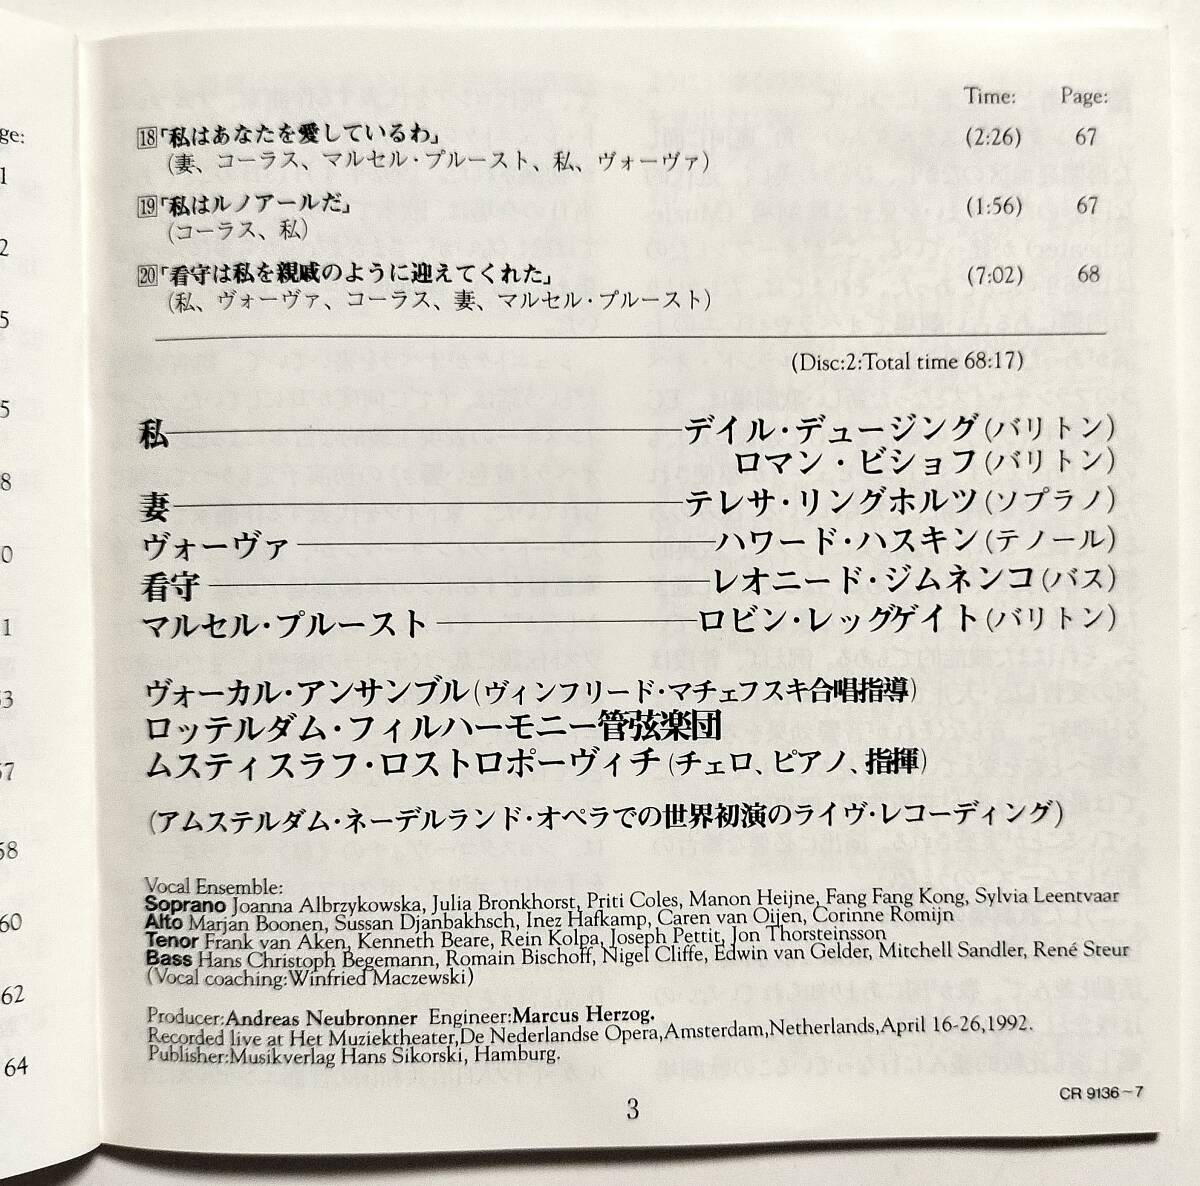 ge:
1
2
5
5
8
0
1
53
57
58
60
62
64
Time: Page:
18「私はあなたを愛しているわ」 (2:26) 67
(妻、コーラス、マルセル・プルースト、私、ヴォーヴァ)
19「私はルノアールだ」 (1:56) 67
(コーラス、私)
20「看守は私を親戚のように迎えてくれた」 (7:02) 68
(私、ヴォーヴァ、コーラス、妻、マルセル・プルースト)
(Disc:2:Total time 68:17)
私 デイル・デュージング(バリトン)
ロマン・ビショフ(バリトン)
妻 テレサ・リングホルツ(ソプラノ)
ヴォーヴァ ハワード・ハスキン(テノール)
看守 レオニード・ジムネンコ(バス)
マルセル・プルースト ロビン・レッグゲイト(バリトン)
ヴォーカル・アンサンブル(ヴィンフリード・マチェフスキ合唱指導)
ロッテルダム・フィルハーモニー管弦楽団
ムスティスラフ・ロストロポーヴィチ(チェロ、ピアノ、指揮)
(アムステルダム・ネーデルランド・オペラでの世界初演のライヴ・レコーディング)
Vocal Ensemble:
Soprano Joanna Albrzykowska, Julia Bronkhorst, Priti Coles, Manon Heijne, Fang Fang Kong, Sylvia Leentvaar
Alto Marjan Boonen, Sussan Djanbakhsch, Inez Hafkamp, Caren van Oijen, Corinne Romijn
Tenor Frank van Aken, Kenneth Beare, Rein Kolpa, Joseph Pettit, Jon Thorsteinsson
Bass Hans Christoph Begemann, Romain Bischoff, Nigel Cliffe, Edwin van Gelder, Mitchell Sandler, René Steur
(Vocal coaching:Winfried Maczewski)
Producer:Andreas Neubronner Engineer:Marcus Herzog.
Recorded live at Het Muziektheater,De Nederlandse Opera,Amsterdam,Netherlands,April 16-26,1992.
Publisher:Musikverlag Hans Sikorski, Hamburg.
CR 9136−7
3